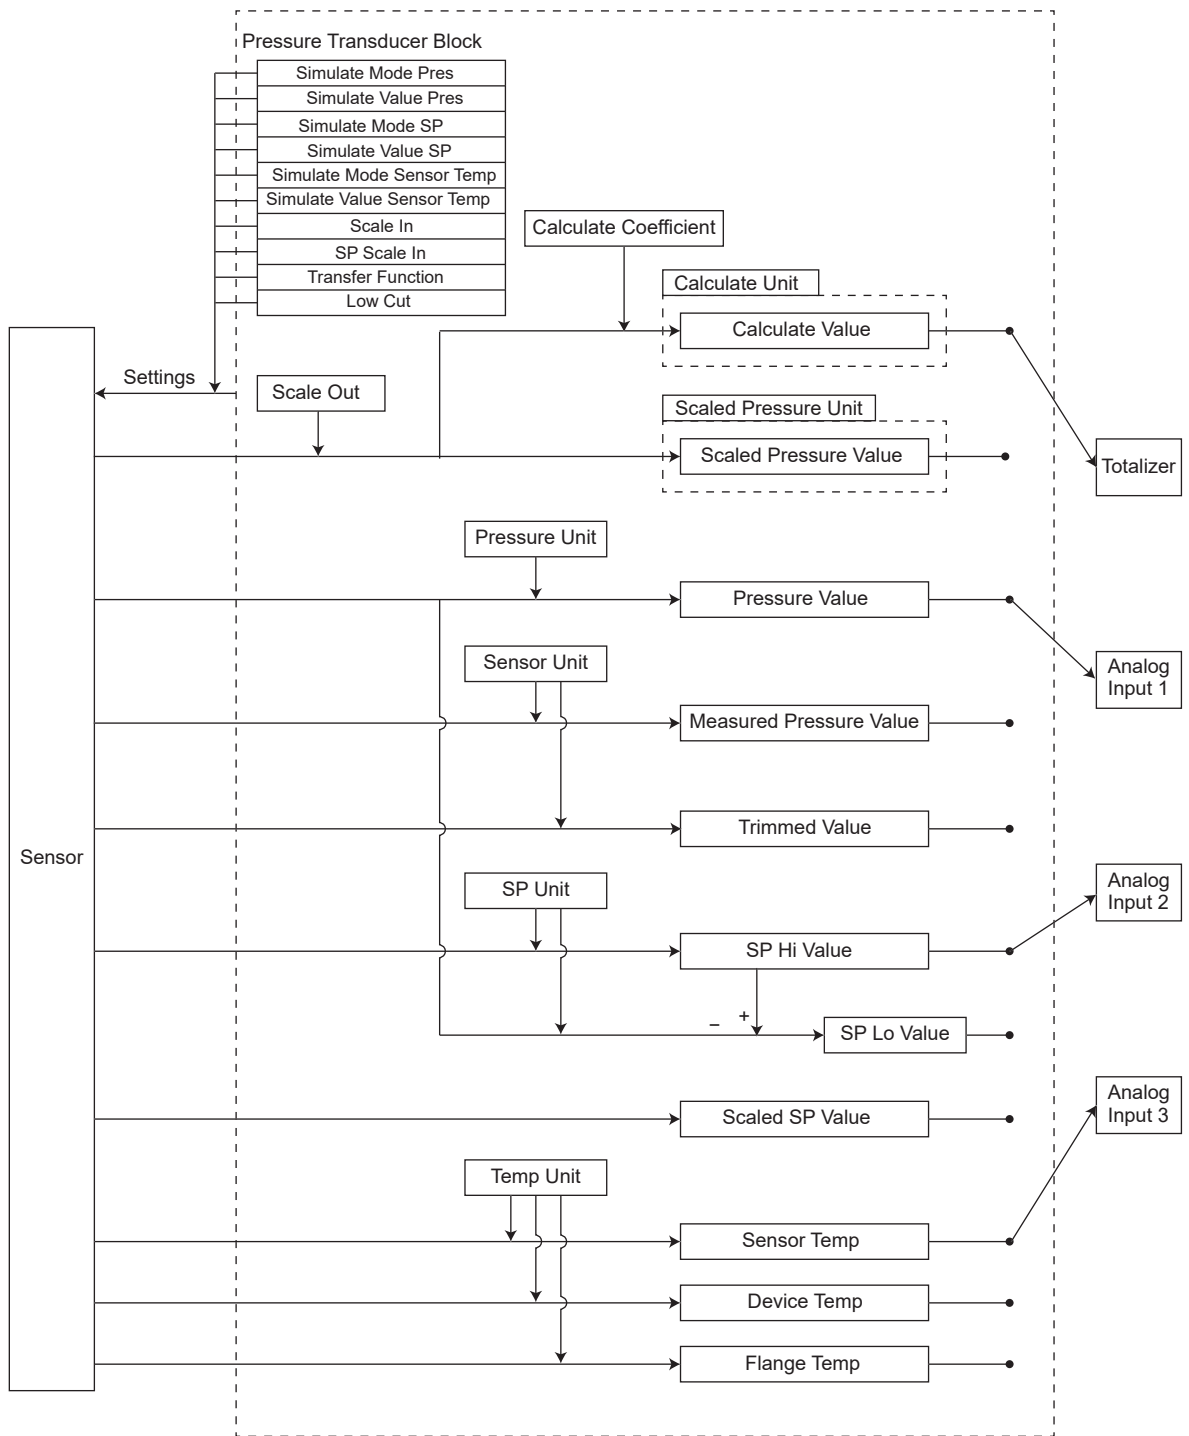 Pressure Transducer Block
Simulate Mode Pres
Simulate Value Pres
Simulate Mode SP
Simulate Value SP
Simulate Mode Sensor Temp
Simulate Value Sensor Temp
Scale In
SP Scale In
Transfer Function
Low Cut
Calculate Coefficient
Calculate Unit
Calculate Value
Settings
Scale Out
Scaled Pressure Unit
Scaled Pressure Value
Totalizer
Pressure Unit
Pressure Value
Sensor Unit
Analog
Input 1
Measured Pressure Value
Trimmed Value
Sensor
SP Unit
Analog
Input 2
SP Hi Value
– +
SP Lo Value
Analog
Input 3
Scaled SP Value
Temp Unit
Sensor Temp
Device Temp
Flange Temp